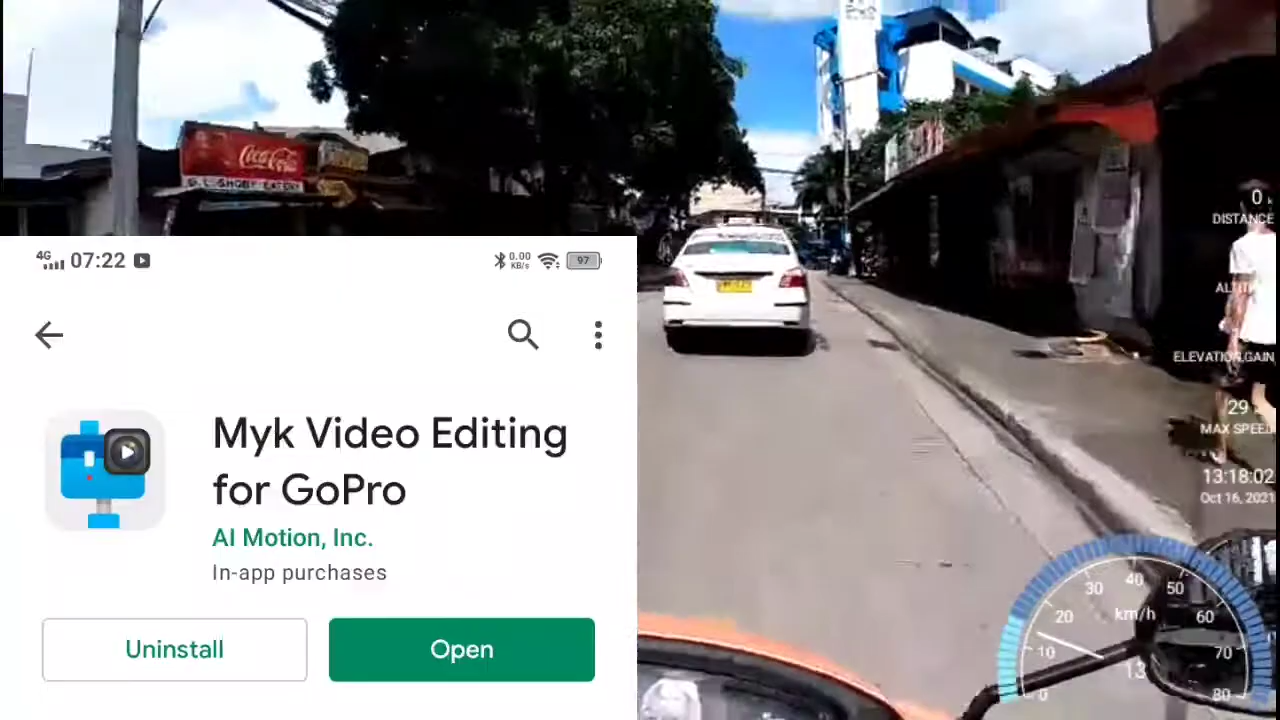 Coca-Cola
4G 07:22
0.00
KB/s
97
Myk Video Editing
for GoPro
AI Motion, Inc.
In-app purchases
Uninstall
Open
0
DISTANCE
ELEVATION GAIN
29
MAX SPEED
13:18:02
Oct 16, 2021
0 10 20 30 40 50 60 70 80
km/h
13